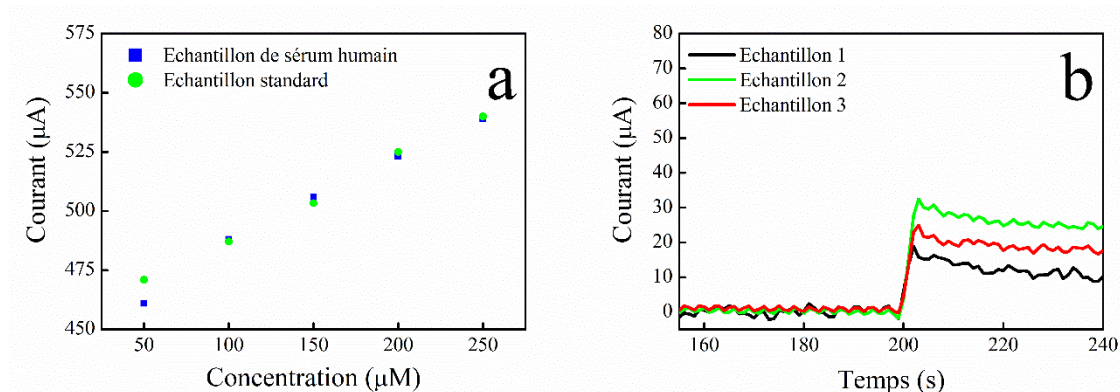 575
550
525
500
475
450
Courant (μA)
Echantillon de sérum humain
Echantillon standard
a
50 100 150 200 250
Concentration (μM)
80
70
60
50
40
30
20
10
0
Courant (μA)
Echantillon 1
Echantillon 2
Echantillon 3
b
160 180 200 220 240
Temps (s)